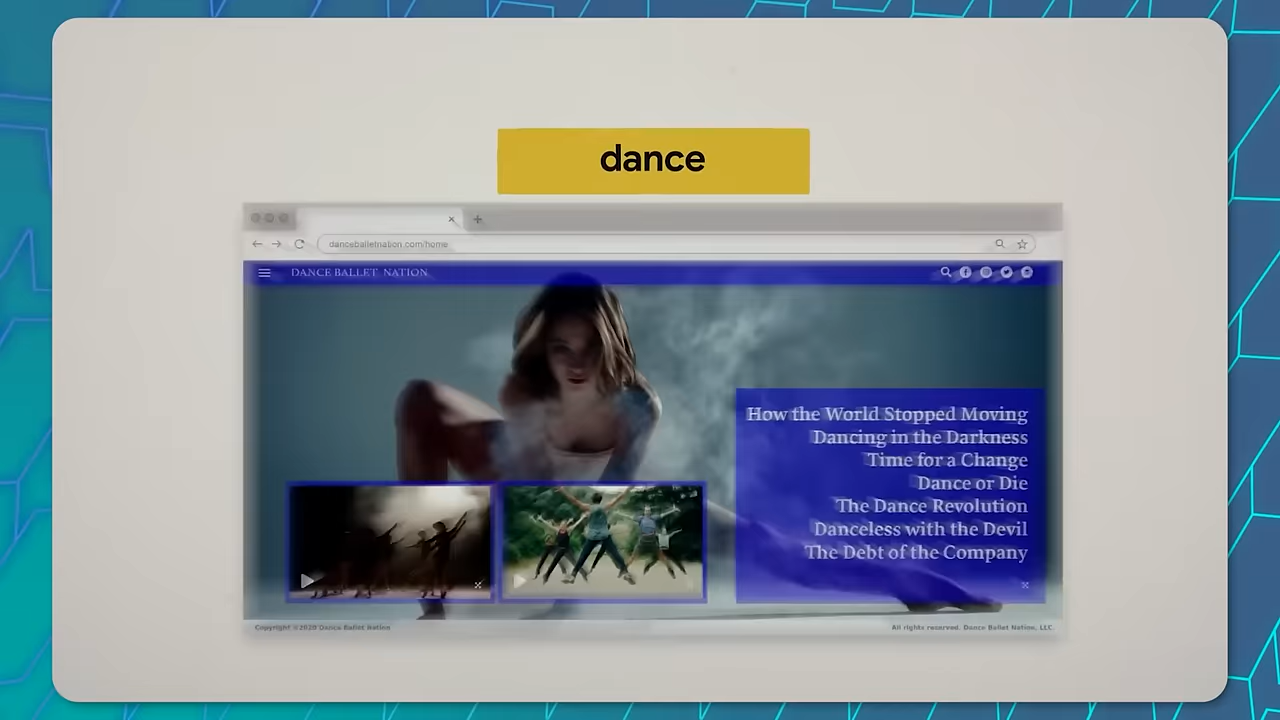 dance
danceballetnation.com/home
DANCE BALLET NATION
How the World Stopped Moving
Dancing in the Darkness
Time for a Change
Dance or Die
The Dance Revolution
Danceless with the Devil
The Debt of the Company
Copyright ©2020 Dance Ballet Nation
All rights reserved. Dance Ballet Nation, LLC.